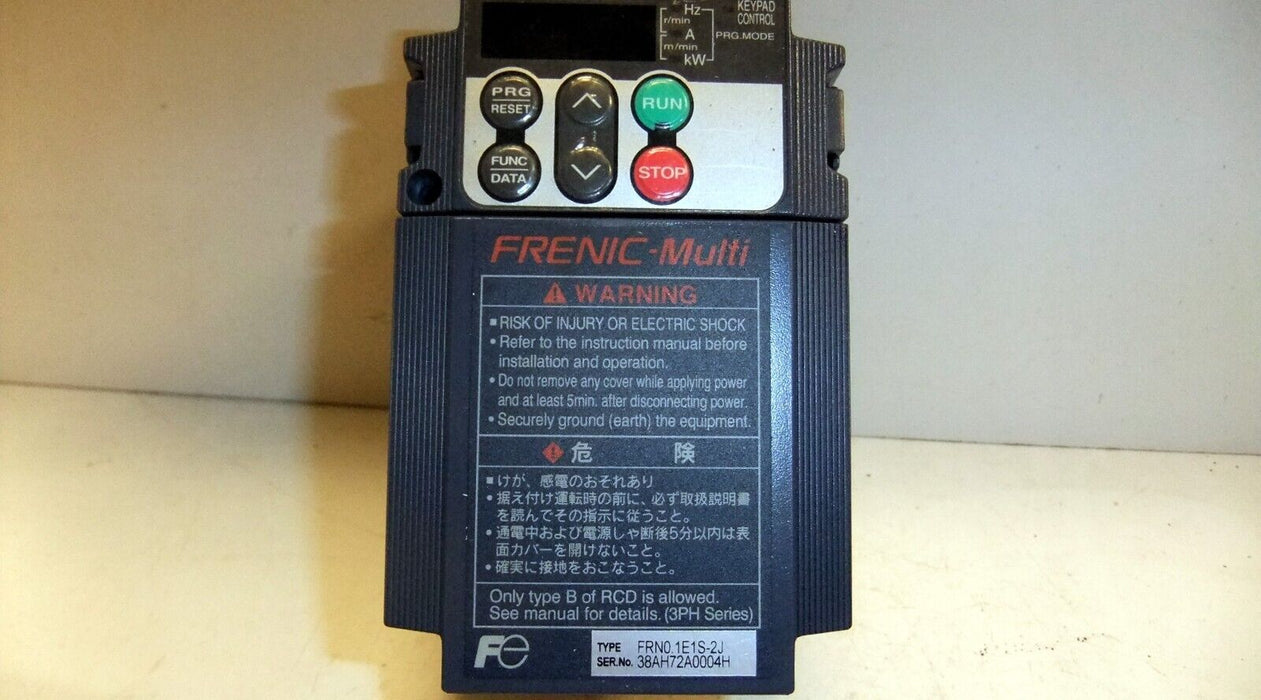 Hz
r/min
A
m/min
kW
KEYPAD
CONTROL
PRG.MODE
PRG
RESET
RUN
FUNC
DATA
STOP
FRENIC-Multi
WARNING
■ RISK OF INJURY OR ELECTRIC SHOCK
• Refer to the instruction manual before
installation and operation.
• Do not remove any cover while applying power
and at least 5min. after disconnecting power.
• Securely ground (earth) the equipment.
危 険
■ けが、感電のおそれあり
• 据え付け運転時の前に、必ず取扱説明書
を読んでその指示に従うこと。
• 通電中および電源しゃ断後5分以内は表
面カバーを開けないこと。
• 確実に接地をおこなうこと。
Only type B of RCD is allowed.
See manual for details. (3PH Series)
Fe
TYPE FRN0.1E1S-2J
SER.No. 38AH72A0004H